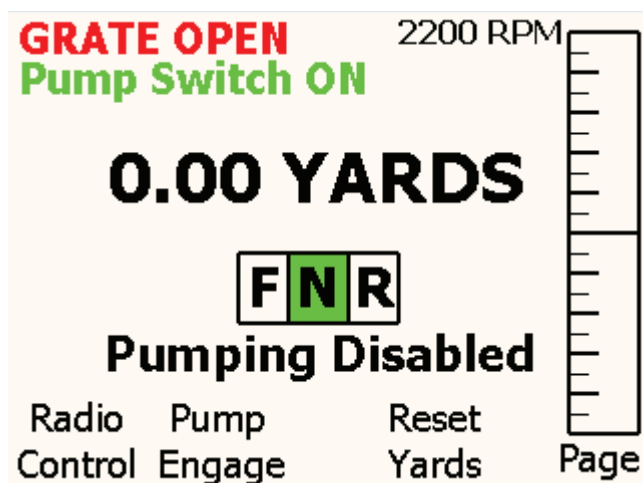 GRATE OPEN 2200 RPM
Pump Switch ON
0.00 YARDS
F N R
Pumping Disabled
Radio Pump Reset
Control Engage Yards Page